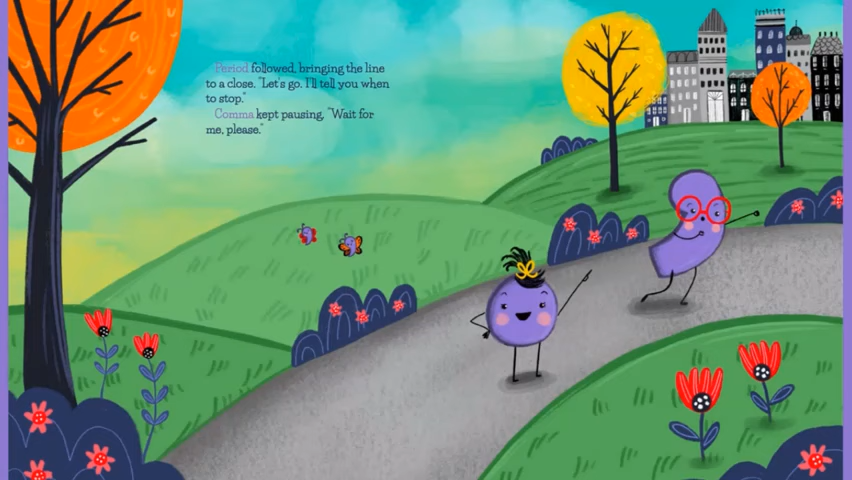 Period followed, bringing the line
to a close. "Let's go. I'll tell you when
to stop."
Comma kept pausing, "Wait for
me, please."